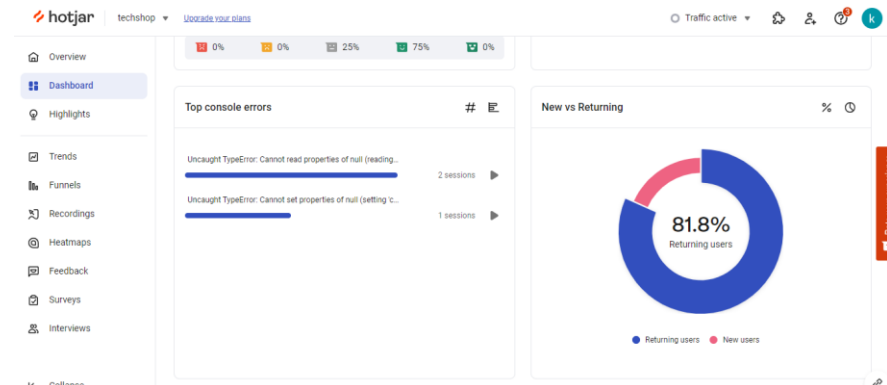 hotjar techshop Upgrade your plans Traffic active 3 k
0% 0% 25% 75% 0%
Overview
Dashboard
Highlights
Trends
Funnels
Recordings
Heatmaps
Feedback
Surveys
Interviews
Collapse
Top console errors #
Uncaught TypeError: Cannot read properties of null (reading...
2 sessions
Uncaught TypeError: Cannot set properties of null (setting 'c...
1 sessions
New vs Returning %
81.8%
Returning users
Returning users New users